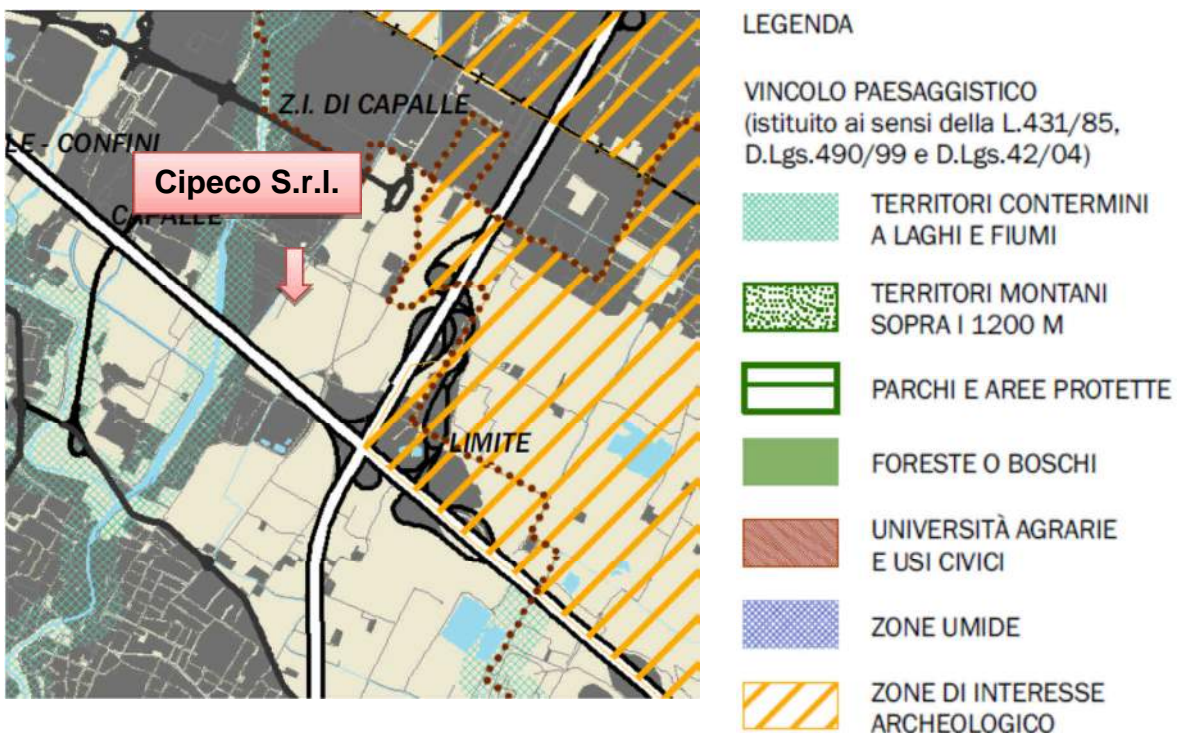 Z.I. DI CAPALLE
LE - CONFINI
Cipeco S.r.l.
CAPALLE
LIMITE
LEGENDA
VINCOLO PAESAGGISTICO
(istituito ai sensi della L.431/85,
D.Lgs.490/99 e D.Lgs.42/04)
TERRITORI CONTERMINI
A LAGHI E FIUMI
TERRITORI MONTANI
SOPRA I 1200 M
PARCHI E AREE PROTETTE
FORESTE O BOSCHI
UNIVERSITÀ AGRARIE
E USI CIVICI
ZONE UMIDE
ZONE DI INTERESSE
ARCHEOLOGICO